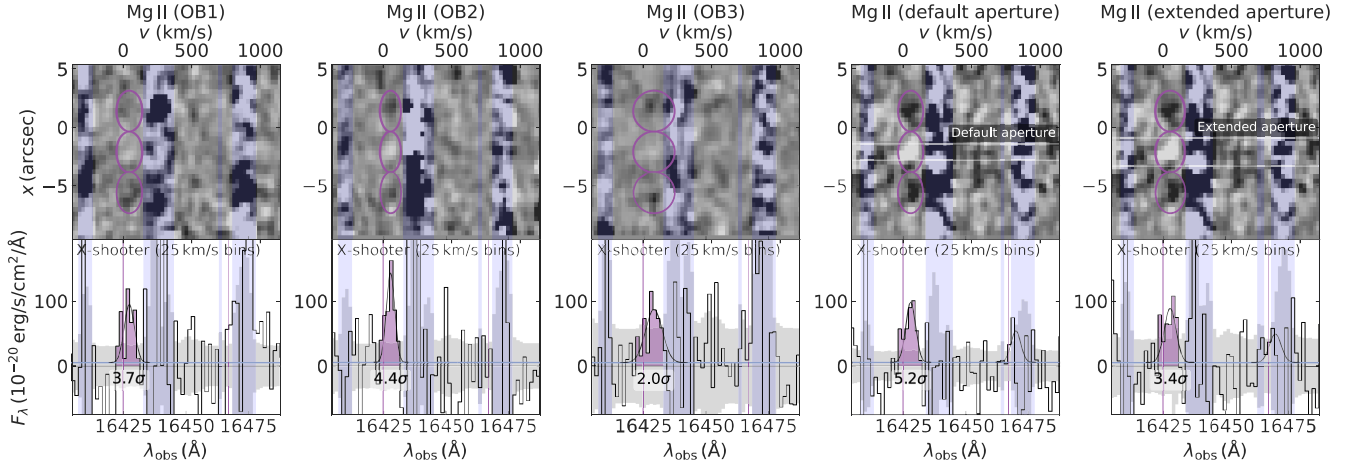 Mg II (OB1) Mg II (OB2) Mg II (OB3) Mg II (default aperture) Mg II (extended aperture)
v (km/s) v (km/s) v (km/s) v (km/s) v (km/s)
0 500 1000 0 500 1000 0 500 1000 0 500 1000 0 500 1000
5 5 5 5 5
0 0 0 0 0
Default aperture Extended aperture
−5 −5 −5 −5 −5
x (arcsec)
X-shooter (25 km/s bins) X-shooter (25 km/s bins) X-shooter (25 km/s bins) X-shooter (25 km/s bins) X-shooter (25 km/s bins)
100 100 100 100 100
0 0 0 0 0
3.7σ 4.4σ 2.0σ 5.2σ 3.4σ
Fλ (10⁻²⁰ erg/s/cm²/Å)
16425 16450 16475 16425 16450 16475 16425 16450 16475 16425 16450 16475 16425 16450 16475
λobs (Å) λobs (Å) λobs (Å) λobs (Å) λobs (Å)